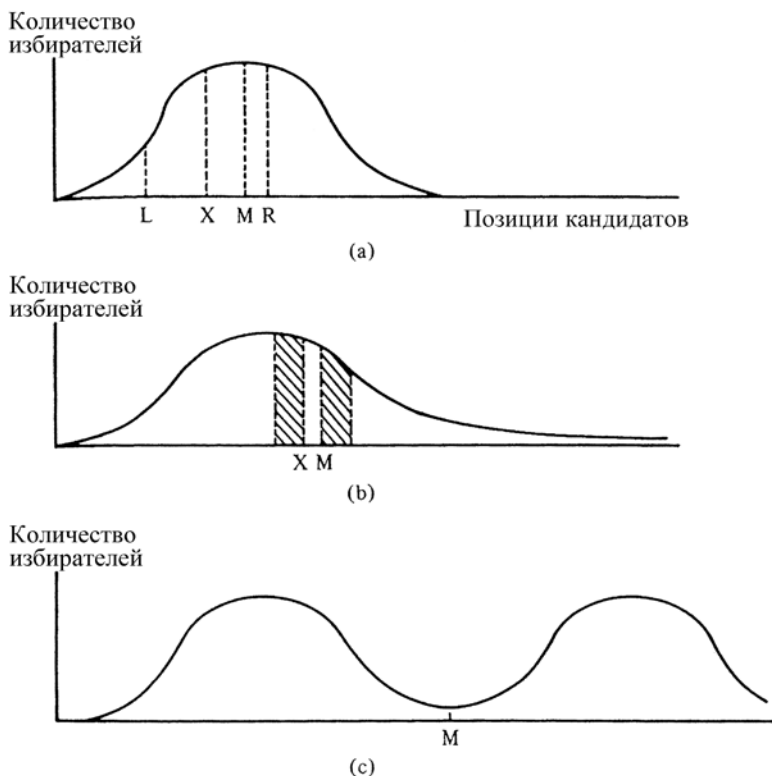 Количество
избирателей
L X M R
Позиции кандидатов
(a)
Количество
избирателей
X M
(b)
Количество
избирателей
M
(c)